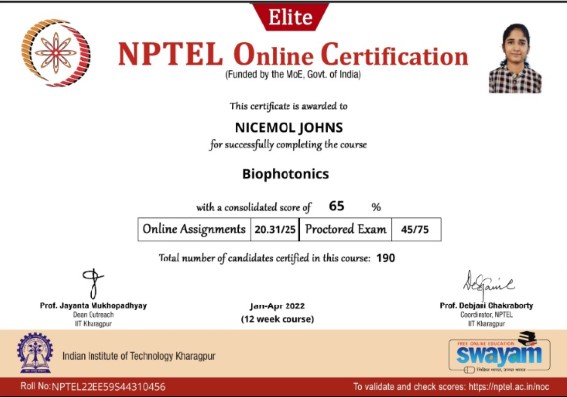 Elite
NPTEL Online Certification
(Funded by the MoE, Govt. of India)
This certificate is awarded to
NICEMOL JOHNS
for successfully completing the course
Biophotonics
with a consolidated score of 65 %
Online Assignments 20.31/25 Proctored Exam 45/75
Total number of candidates certified in this course: 190
Prof. Jayanta Mukhopadhyay
Dean Outreach
IIT Kharagpur
Jan-Apr 2022
(12 week course)
Prof. Debjani Chakraborty
Coordinator, NPTEL
IIT Kharagpur
Indian Institute of Technology Kharagpur
FREE ONLINE EDUCATION
swayam
Roll No:NPTEL22EE59S44310456
To validate and check scores: https://nptel.ac.in/noc